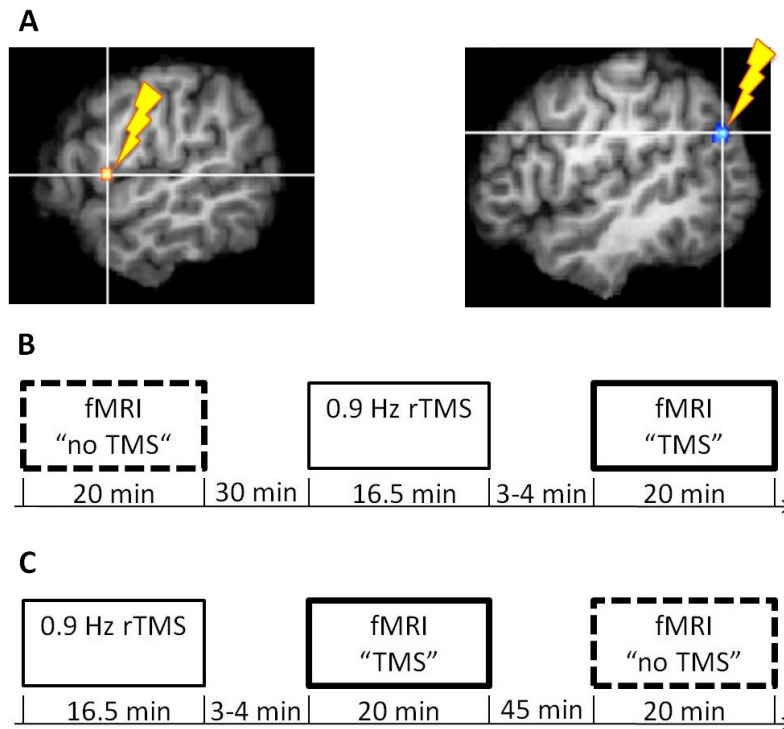 A
B
fMRI
“no TMS“
0.9 Hz rTMS
fMRI
“TMS”
20 min
30 min
16.5 min
3-4 min
20 min
C
0.9 Hz rTMS
fMRI
“TMS”
fMRI
“no TMS”
16.5 min
3-4 min
20 min
45 min
20 min